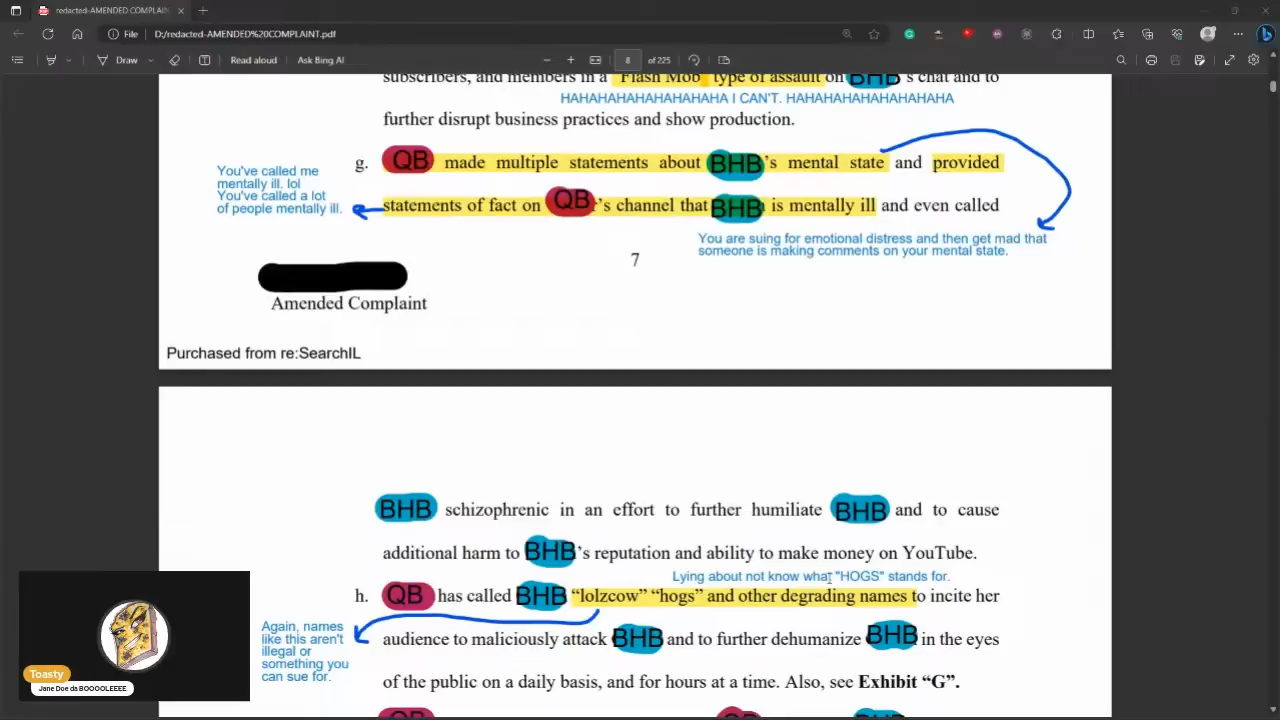 redacted-AMENDED COMPLAIN
File
D:/redacted-AMENDED%20COMPLAINT.pdf
Draw
Read aloud
Ask Bing AI
8
of 225
subscribers, and members in a "Flash Mob" type of assault on BHB's chat and to
HAHAHAHAHAHAHAHA I CAN'T. HAHAHAHAHAHAHAHA
further disrupt business practices and show production.
g. QB made multiple statements about BHB's mental state and provided
You've called me
mentally ill. lol
You've called a lot
of people mentally ill.
statements of fact on QB's channel that BHB is mentally ill and even called
You are suing for emotional distress and then get mad that
someone is making comments on your mental state.
7
Amended Complaint
Purchased from re:SearchIL
BHB schizophrenic in an effort to further humiliate BHB and to cause
additional harm to BHB's reputation and ability to make money on YouTube.
Lying about not know what "HOGS" stands for.
h. QB has called BHB "lolzcow" "hogs" and other degrading names to incite her
Again, names
like this aren't
illegal or
something you
can sue for.
audience to maliciously attack BHB and to further dehumanize BHB in the eyes
of the public on a daily basis, and for hours at a time. Also, see Exhibit "G".
Toasty
Jane Doe da BOOOOLEEEE